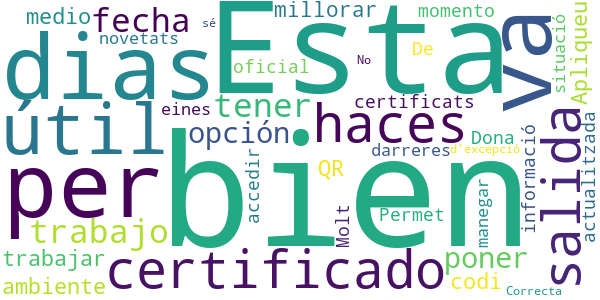 medio fecha sé millorar momento
novetats De
dias Esta va
oficial No situació Apliqueu
útil eines tener certificats
opción haces
per bien darreres Dona d'excepció
accedir QR salida
trabajo Molt Permet manegar informació actualitzada
trabajar certificado poner
ambiente codi Correcta